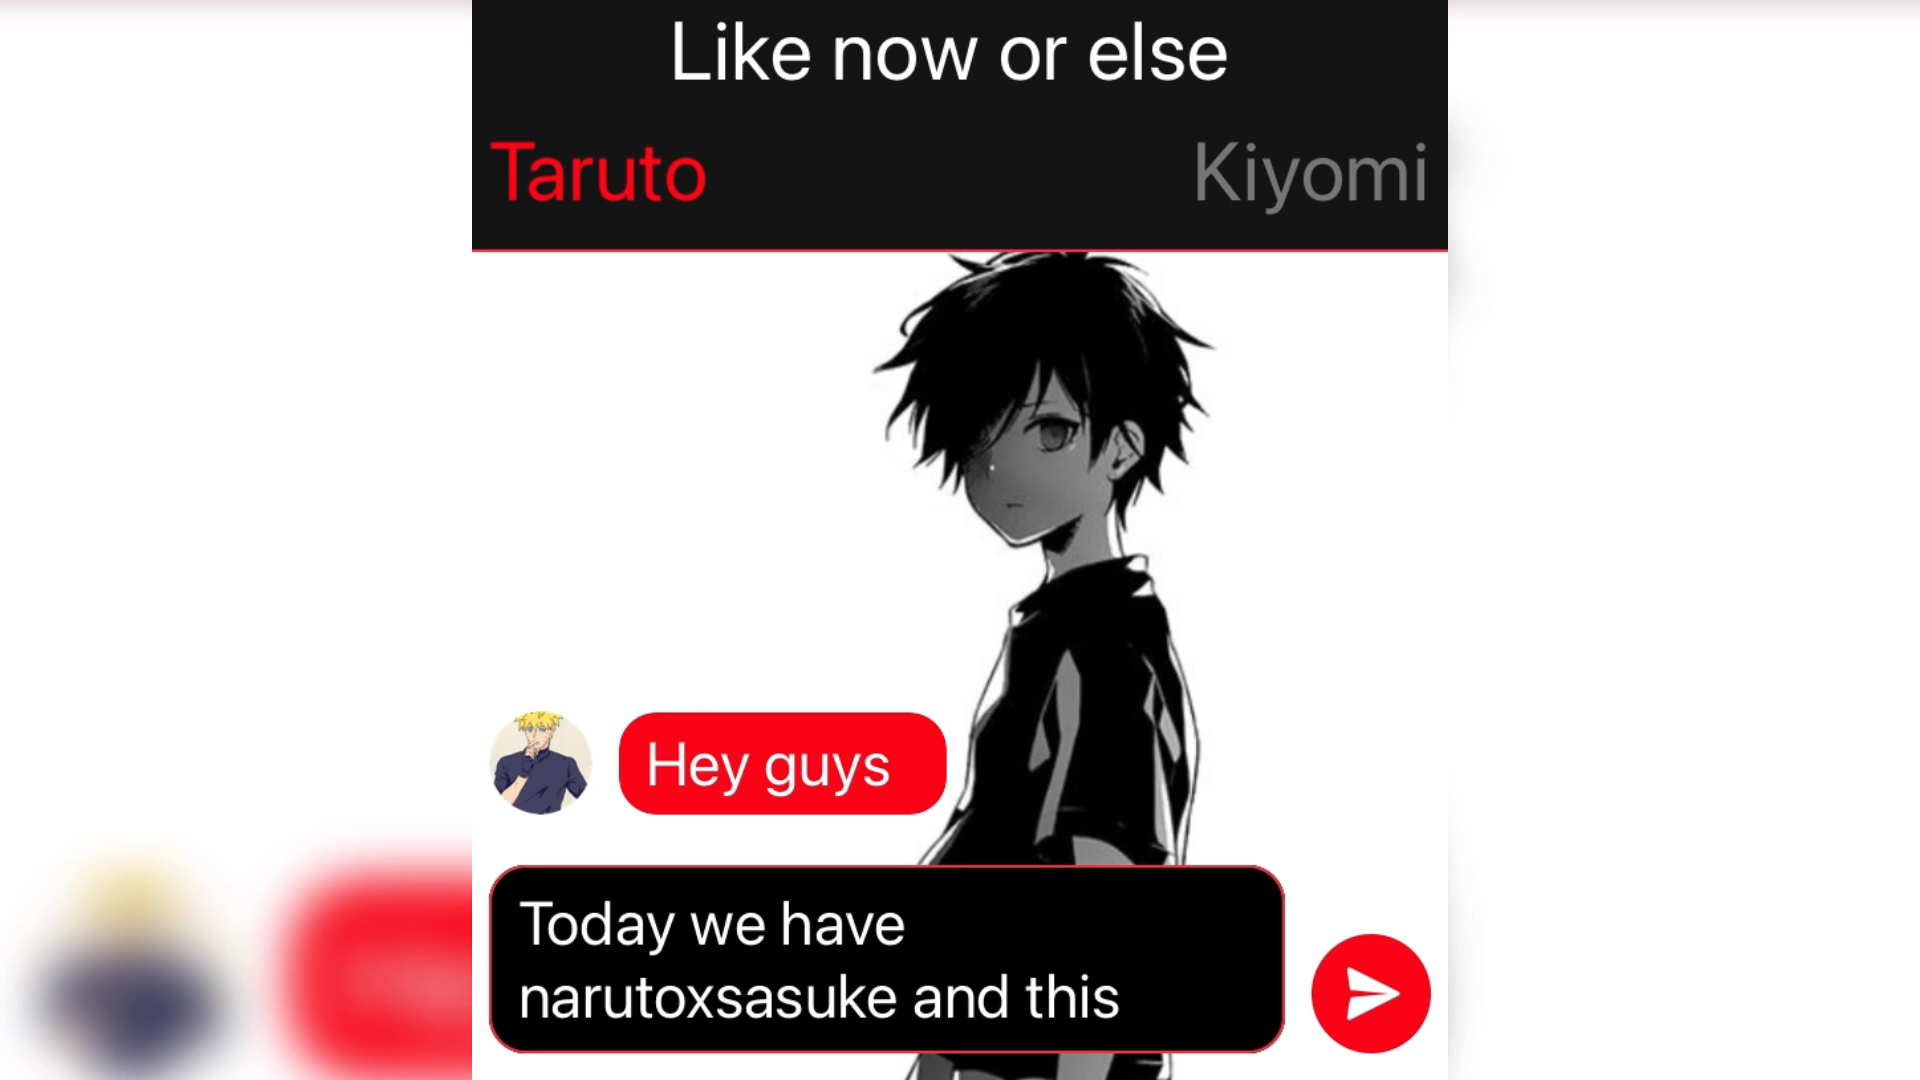 Like now or else
Taruto
Kiyomi
Hey guys
Today we have
narutoxsasuke and this